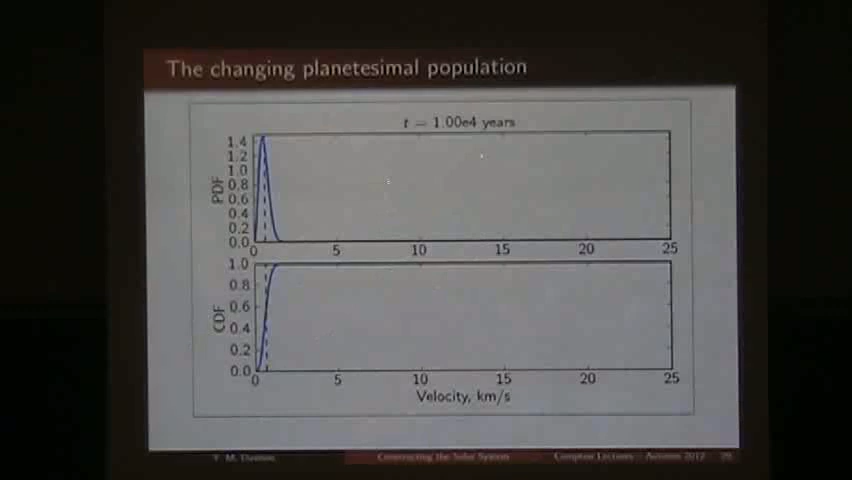 The changing planetesimal population
t = 1.00e4 years
1.4
1.2
1.0
0.8
0.6
0.4
0.2
0.0
PDF
0 5 10 15 20 25
1.0
0.8
0.6
0.4
0.2
0.0
CDF
0 5 10 15 20 25
Velocity, km/s
Constructing the Solar System Compton Lectures Autumn 2012